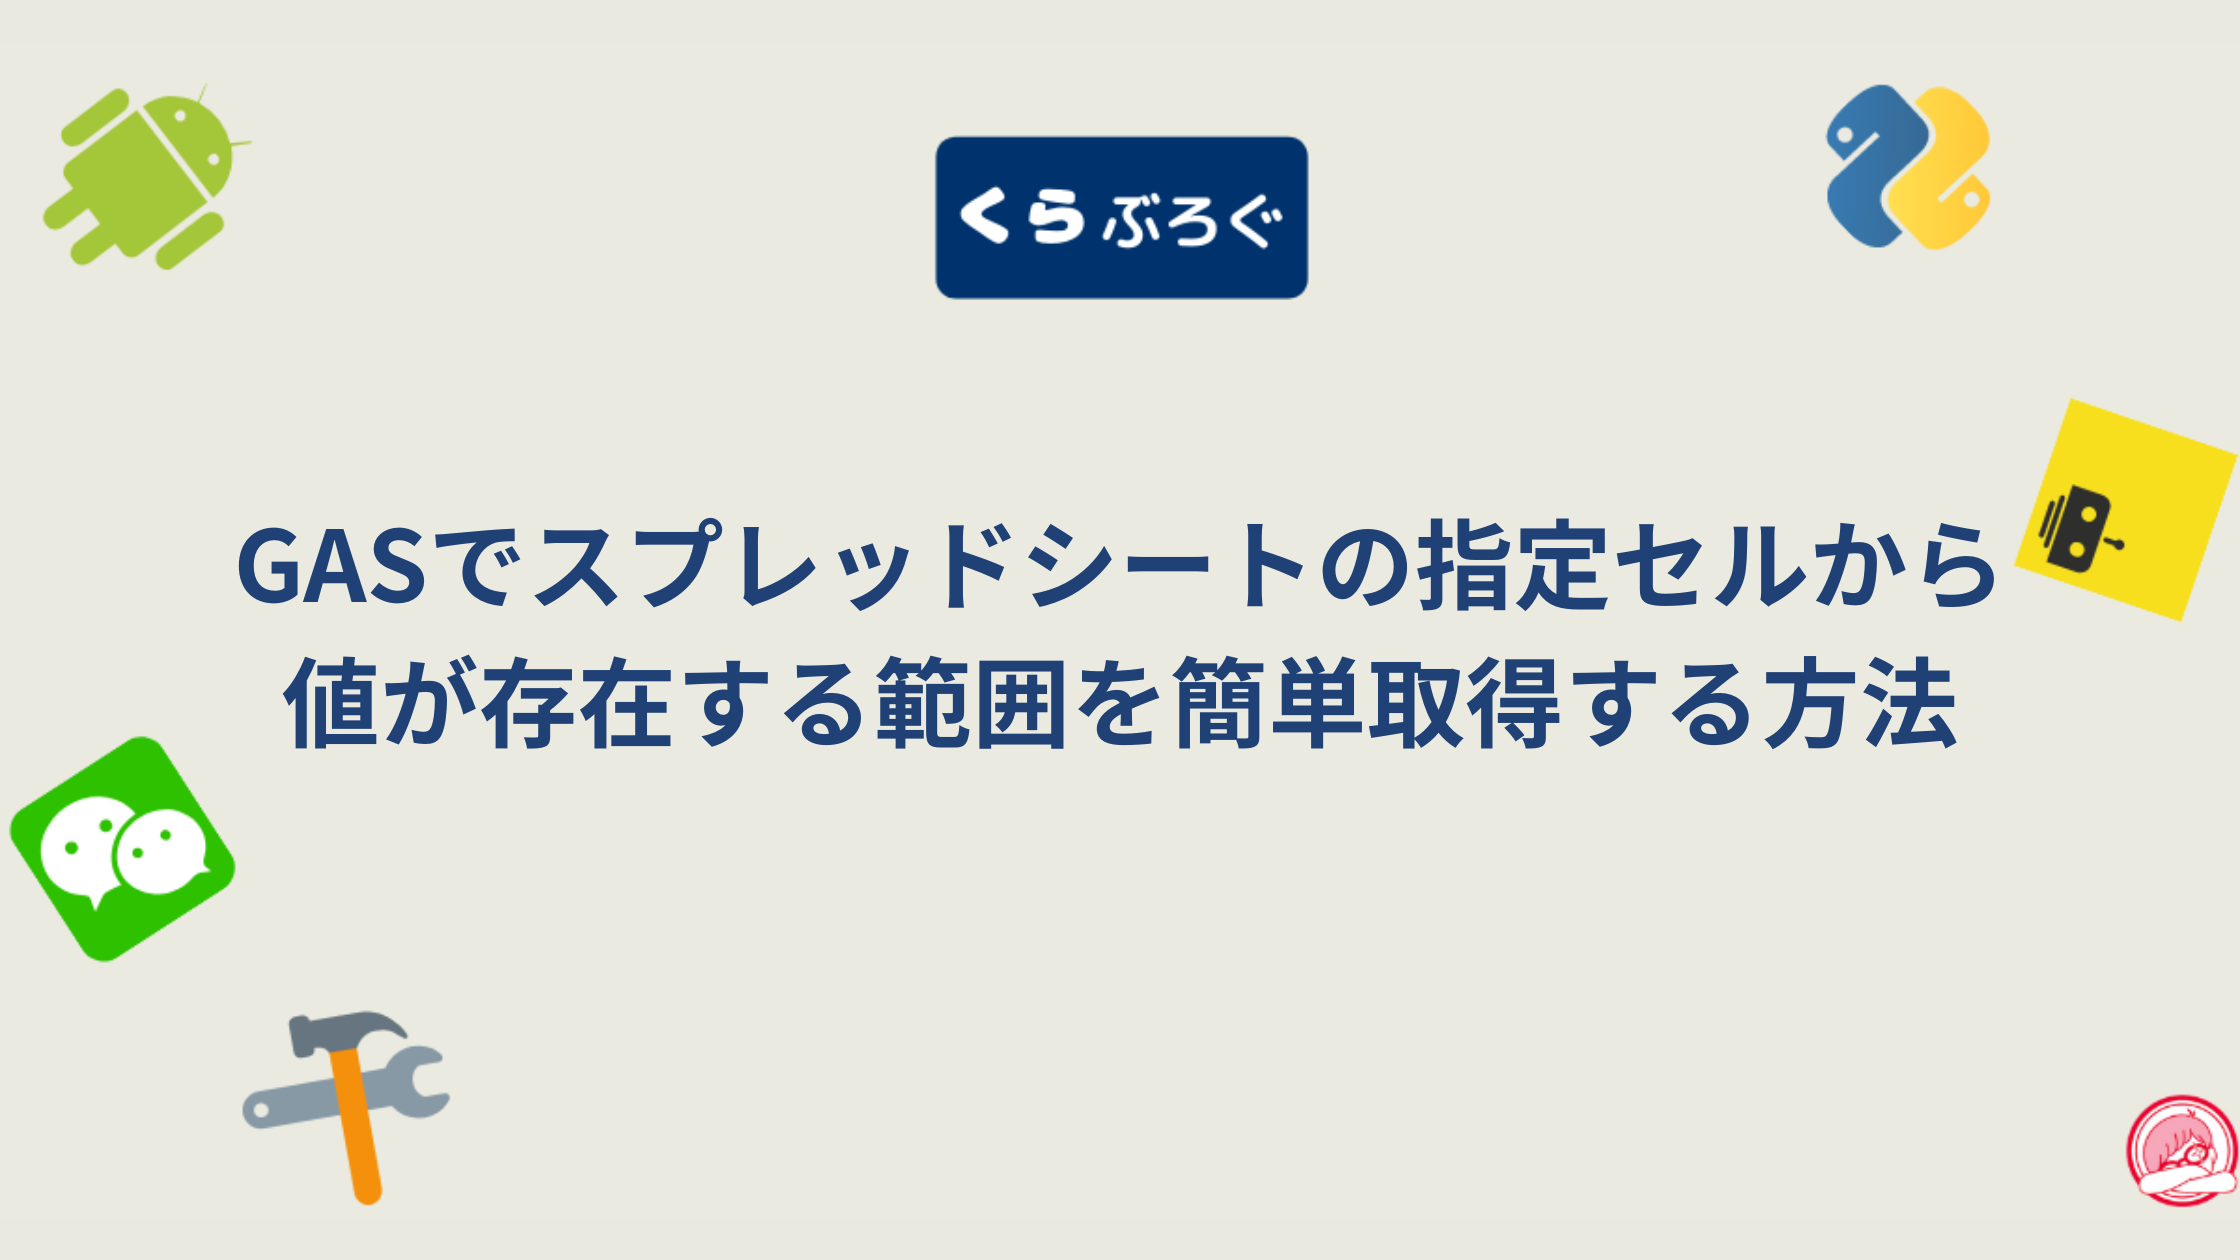 くらぶろぐ
GASでスプレッドシートの指定セルから
値が存在する範囲を簡単取得する方法